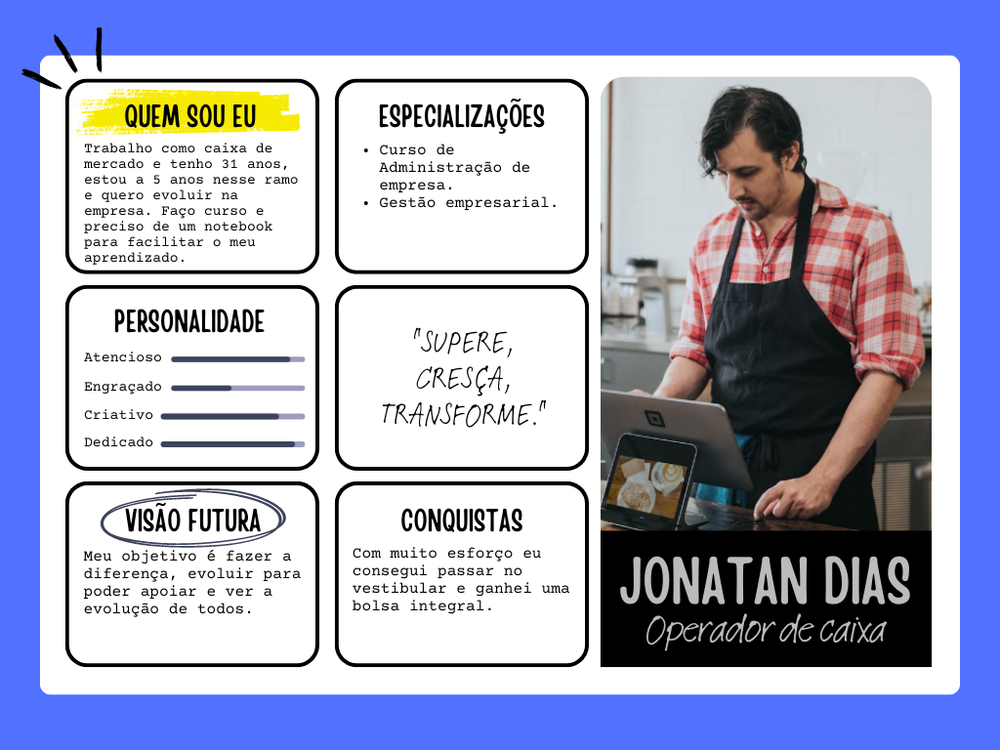 QUEM SOU EU
Trabalho como caixa de
mercado e tenho 31 anos,
estou a 5 anos nesse ramo
e quero evoluir na
empresa. Faço curso e
preciso de um notebook
para facilitar o meu
aprendizado.
ESPECIALIZAÇÕES
• Curso de
Administração de
empresa.
• Gestão empresarial.
PERSONALIDADE
Atencioso
Engraçado
Criativo
Dedicado
"SUPERE,
CRESÇA,
TRANSFORME."
VISÃO FUTURA
Meu objetivo é fazer a
diferença, evoluir para
poder apoiar e ver a
evolução de todos.
CONQUISTAS
Com muito esforço eu
consegui passar no
vestibular e ganhei uma
bolsa integral.
JONATAN DIAS
Operador de caixa